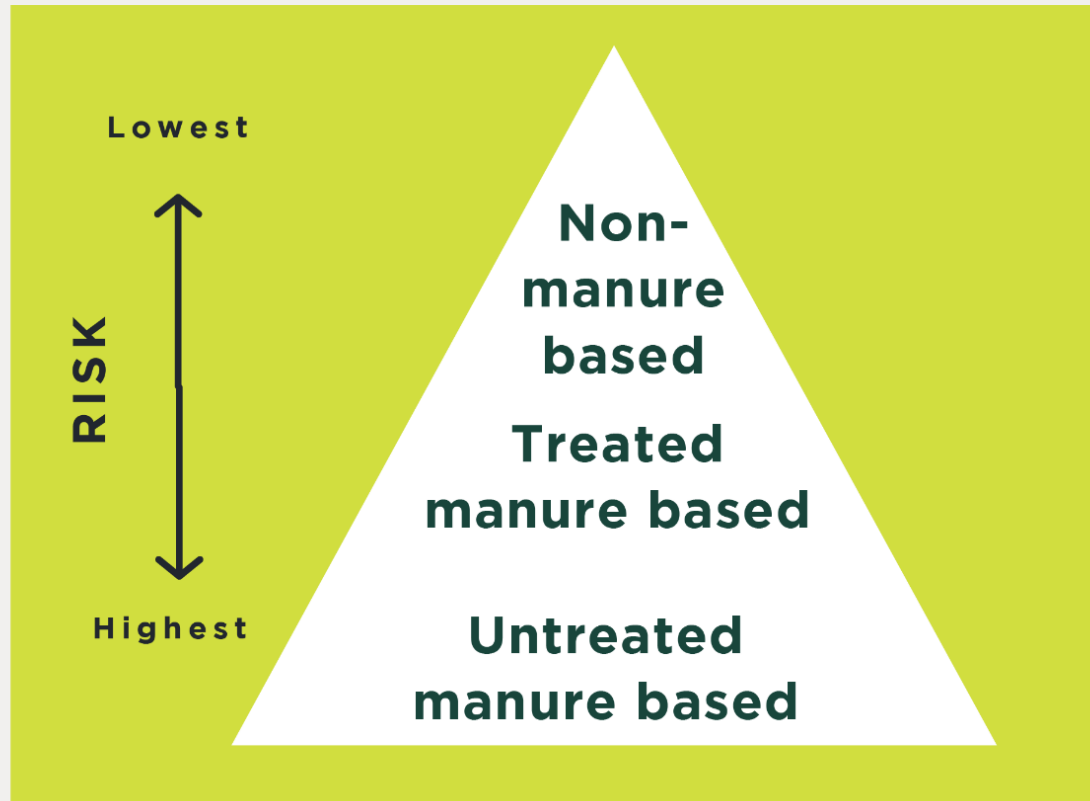 Lowest
RISK
Highest
Non-
manure
based
Treated
manure based
Untreated
manure based